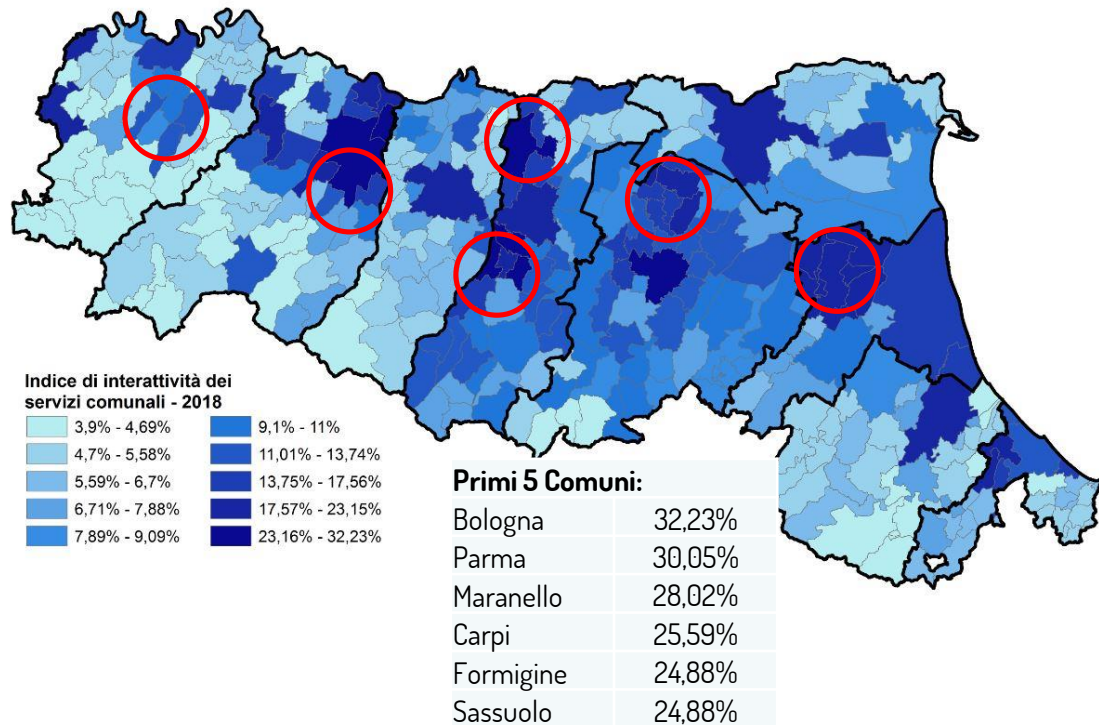 Indice di interattività dei
servizi comunali - 2018
3,9% - 4,69%
4,7% - 5,58%
5,59% - 6,7%
6,71% - 7,88%
7,89% - 9,09%
9,1% - 11%
11,01% - 13,74%
13,75% - 17,56%
17,57% - 23,15%
23,16% - 32,23%
Primi 5 Comuni:
Bologna 32,23%
Parma 30,05%
Maranello 28,02%
Carpi 25,59%
Formigine 24,88%
Sassuolo 24,88%